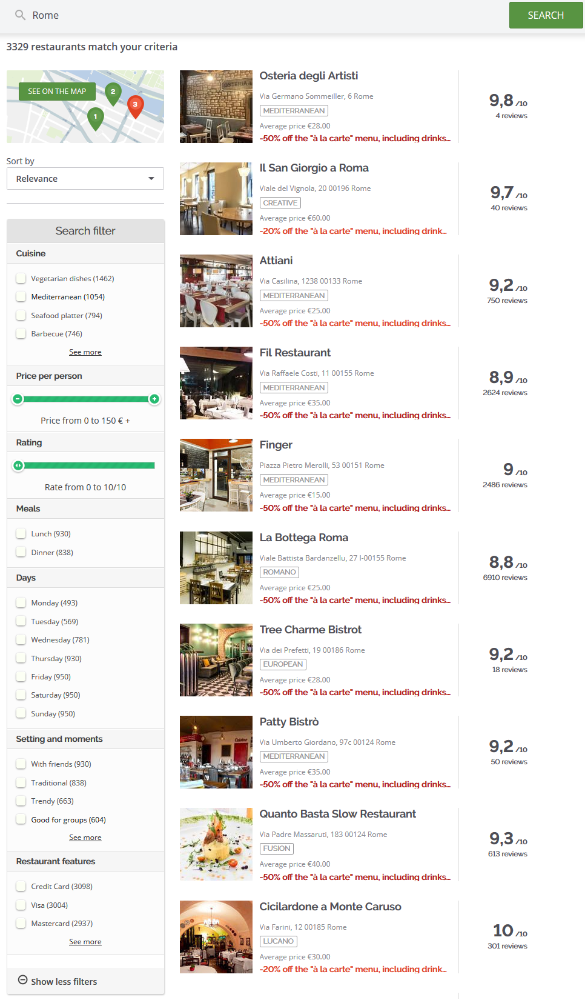 Rome
SEARCH
3329 restaurants match your criteria
SEE ON THE MAP
2
3
1
Sort by
Relevance
Search filter
Cuisine
Vegetarian dishes (1462)
Mediterranean (1054)
Seafood platter (794)
Barbecue (746)
See more
Price per person
Price from 0 to 150 € +
Rating
Rate from 0 to 10/10
Meals
Lunch (930)
Dinner (838)
Days
Monday (493)
Tuesday (569)
Wednesday (781)
Thursday (930)
Friday (950)
Saturday (950)
Sunday (950)
Setting and moments
With friends (930)
Traditional (838)
Trendy (663)
Good for groups (604)
See more
Restaurant features
Credit Card (3098)
Visa (3004)
Mastercard (2937)
See more
Show less filters
OSTERIA
Osteria degli Artisti
Via Germano Sommeiller, 6 Rome
MEDITERRANEAN
Average price €28.00
-50% off the "à la carte" menu, including drinks...
9,8 /10
4 reviews
Il San Giorgio a Roma
Viale del Vignola, 20 00196 Rome
CREATIVE
Average price €60.00
-20% off the "à la carte" menu, including drink...
9,7 /10
40 reviews
Attiani
Via Casilina, 1238 00133 Rome
MEDITERRANEAN
Average price €25.00
-50% off the "à la carte" menu, including drinks...
9,2 /10
750 reviews
Fil Restaurant
Via Raffaele Costi, 11 00155 Rome
MEDITERRANEAN
Average price €35.00
-50% off the "à la carte" menu, including drinks...
8,9 /10
2624 reviews
Finger
Piazza Pietro Merolli, 53 00151 Rome
MEDITERRANEAN
Average price €15.00
-50% off the "à la carte" menu, including drinks...
9 /10
2486 reviews
La Bottega Roma
Viale Battista Bardanzellu, 27 I-00155 Rome
ROMANO
Average price €25.00
-50% off the "à la carte" menu, including drinks...
8,8 /10
6910 reviews
Tree Charme Bistrot
Via dei Prefetti, 19 00186 Rome
EUROPEAN
Average price €28.00
-50% off the "à la carte" menu, including drinks...
9,2 /10
18 reviews
Cuisine
Patty Bistrò
Via Umberto Giordano, 97c 00124 Rome
MEDITERRANEAN
Average price €35.00
-50% off the "à la carte" menu, including drinks...
9,2 /10
50 reviews
Quanto Basta Slow Restaurant
Via Padre Massaruti, 183 00124 Rome
FUSION
Average price €40.00
-50% off the "à la carte" menu, including drinks...
9,3 /10
613 reviews
Cicilardone a Monte Caruso
Via Farini, 12 00185 Rome
LUCANO
Average price €30.00
-20% off the "à la carte" menu, including drink...
10 /10
301 reviews